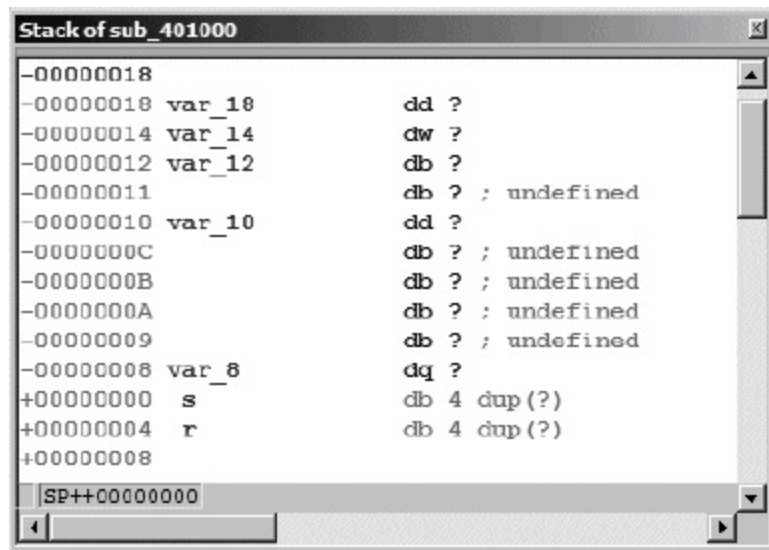 Stack of sub_401000
-00000018
-00000018 var_18 dd ?
-00000014 var_14 dw ?
-00000012 var_12 db ?
-00000011 db ? ; undefined
-00000010 var_10 dd ?
-0000000C db ? ; undefined
-0000000B db ? ; undefined
-0000000A db ? ; undefined
-00000009 db ? ; undefined
-00000008 var_8 dq ?
+00000000 s db 4 dup(?)
+00000004 r db 4 dup(?)
+00000008
SP++00000000